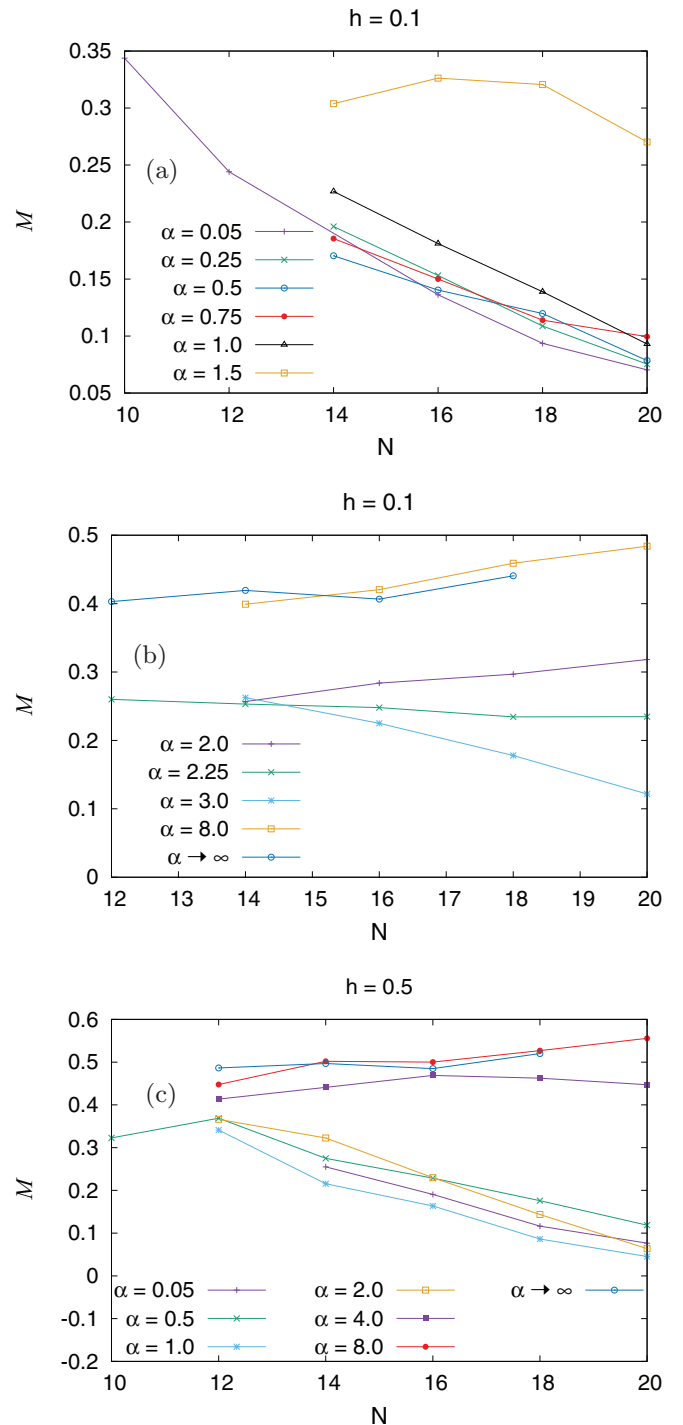 h = 0.1
0.35
0.3
0.25
0.2
0.15
0.1
0.05
M
(a)
α = 0.05
α = 0.25
α = 0.5
α = 0.75
α = 1.0
α = 1.5
10 12 14 16 18 20
N
h = 0.1
0.5
0.4
0.3
0.2
0.1
0
M
(b)
α = 2.0
α = 2.25
α = 3.0
α = 8.0
α → ∞
12 13 14 15 16 17 18 19 20
N
h = 0.5
0.6
0.5
0.4
0.3
0.2
0.1
0
-0.1
-0.2
M
(c)
α = 0.05 α = 2.0 α → ∞
α = 0.5 α = 4.0
α = 1.0 α = 8.0
10 12 14 16 18 20
N